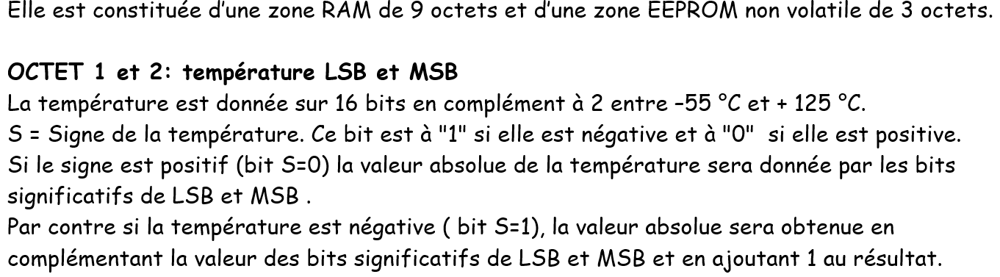 Elle est constituée d'une zone RAM de 9 octets et d'une zone EEPROM non volatile de 3 octets.
OCTET 1 et 2: température LSB et MSB
La température est donnée sur 16 bits en complément à 2 entre –55 °C et + 125 °C.
S = Signe de la température. Ce bit est à "1" si elle est négative et à "0"  si elle est positive.
Si le signe est positif (bit S=0) la valeur absolue de la température sera donnée par les bits
significatifs de LSB et MSB .
Par contre si la température est négative ( bit S=1), la valeur absolue sera obtenue en
complémentant la valeur des bits significatifs de LSB et MSB et en ajoutant 1 au résultat.